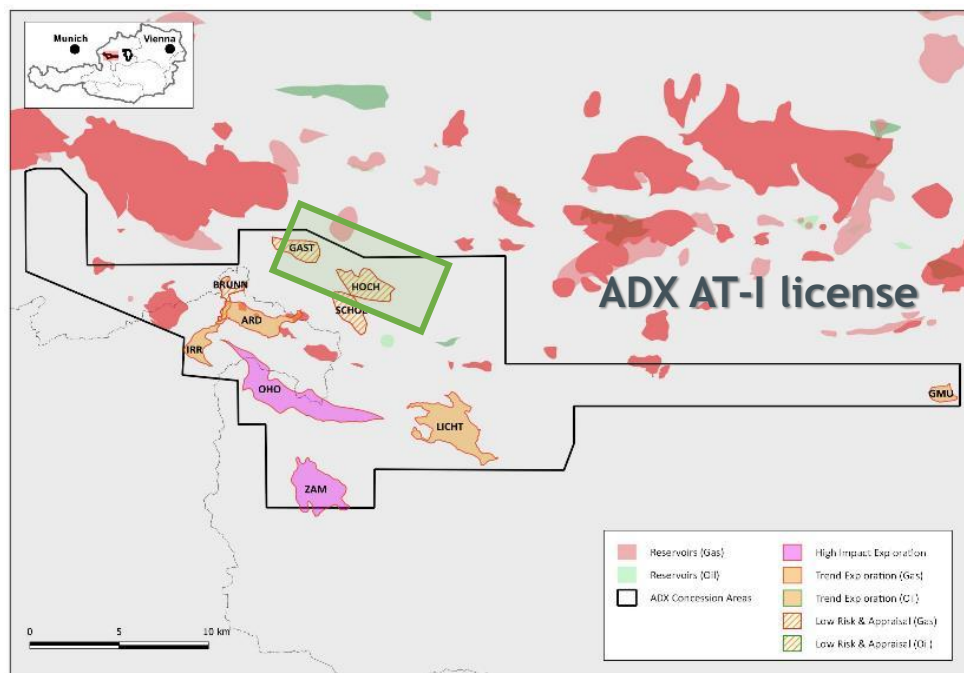 Munich
Vienna
GAST
BRUNN
HOCH
SCHOE
ADX AT-I license
ARD
IRR
OHO
GMU
LICHT
ZAM
Reservoirs (Gas)
High Impact Exploration
Reservoirs (Oil)
Trend Exploration (Gas)
ADX Concession Areas
Trend Exploration (Oil)
Low Risk & Appraisal (Gas)
Low Risk & Appraisal (Oil)
0 5 10 km